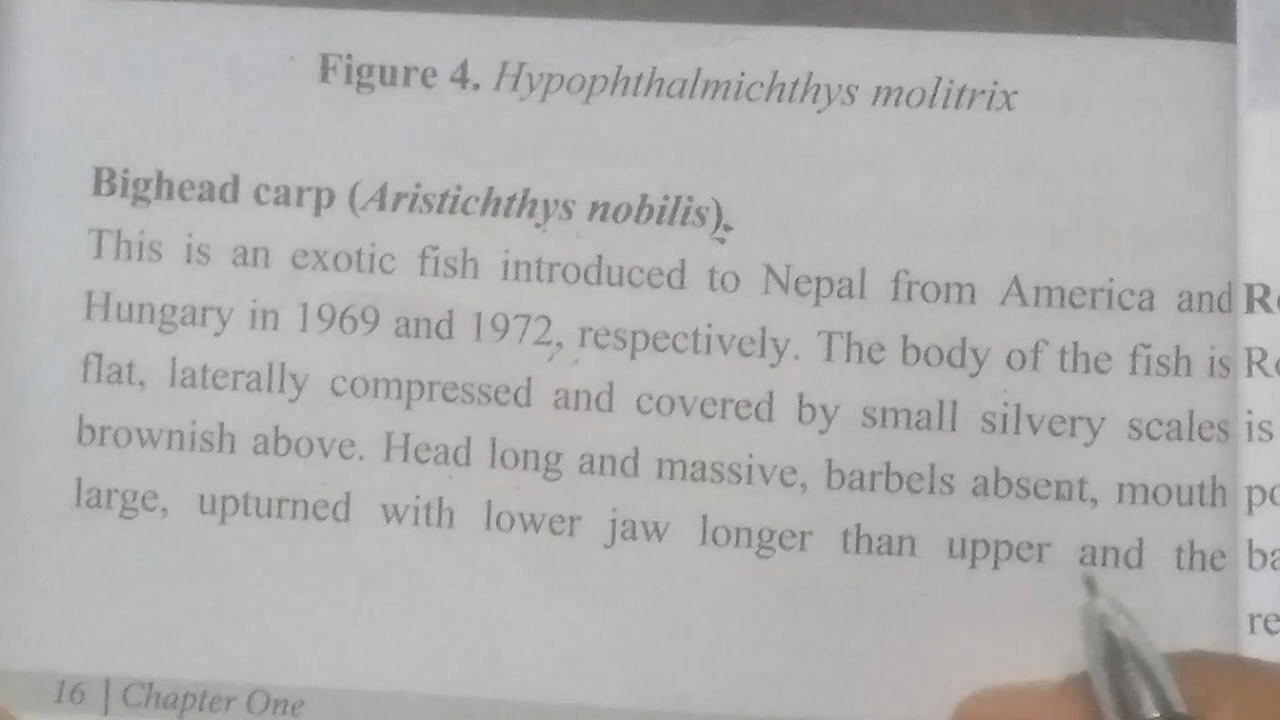 Figure 4. Hypophthalmichthys molitrix
Bighead carp (Aristichthys nobilis):
This is an exotic fish introduced to Nepal from America and
Hungary in 1969 and 1972, respectively. The body of the fish is
flat, laterally compressed and covered by small silvery scales
brownish above. Head long and massive, barbels absent, mouth
large, upturned with lower jaw longer than upper and the
16 | Chapter One
is